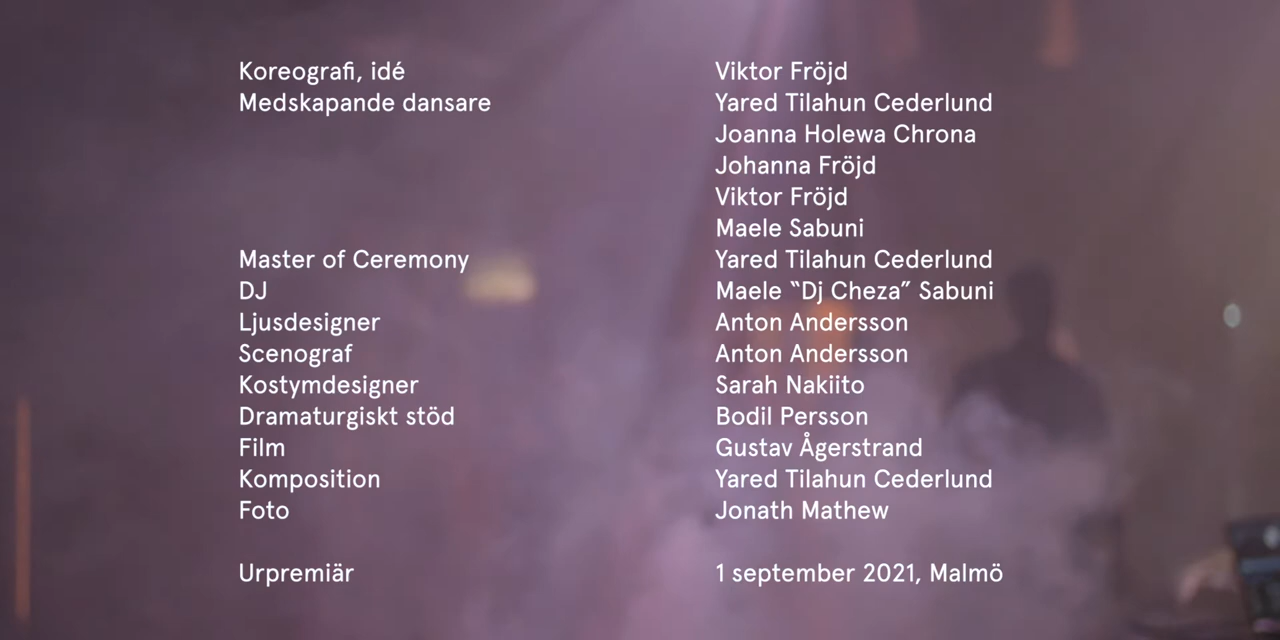 Koreografi, idé Viktor Fröjd
Medskapande dansare Yared Tilahun Cederlund
Joanna Holewa Chrona
Johanna Fröjd
Viktor Fröjd
Maele Sabuni
Master of Ceremony Yared Tilahun Cederlund
DJ Maele “Dj Cheza” Sabuni
Ljusdesigner Anton Andersson
Scenograf Anton Andersson
Kostymdesigner Sarah Nakiito
Dramaturgiskt stöd Bodil Persson
Film Gustav Ågerstrand
Komposition Yared Tilahun Cederlund
Foto Jonath Mathew
Urpremiär 1 september 2021, Malmö